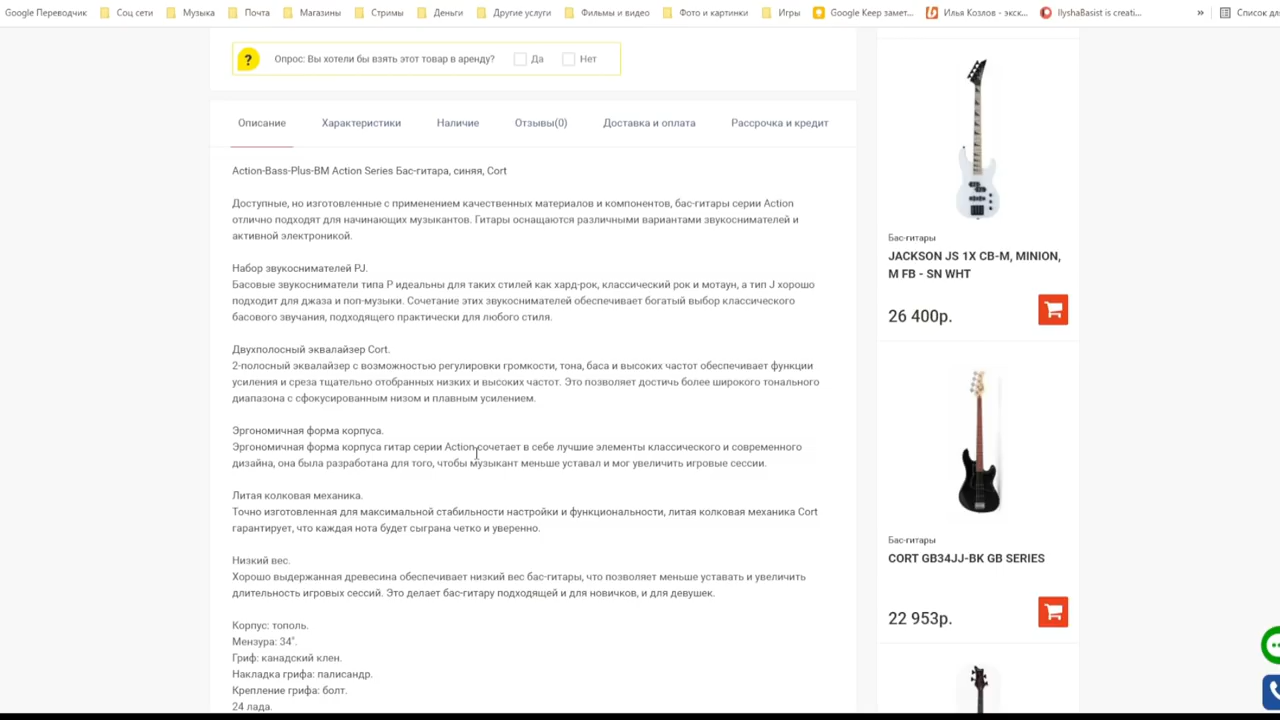 Google Переводчик
Соц сети
Музыка
Почта
Магазины
Стримы
Деньги
Другие услуги
Фильмы и видео
Фото и картинки
Игры
Google Keep замет...
Илья Козлов - экск...
IlyshaBasist is creati...
»
Список для
? Опрос: Вы хотели бы взять этот товар в аренду? Да Нет
Описание
Характеристики
Наличие
Отзывы(0)
Доставка и оплата
Рассрочка и кредит
Action-Bass-Plus-BM Action Series Бас-гитара, синяя, Cort
Доступные, но изготовленные с применением качественных материалов и компонентов, бас-гитары серии Action
отлично подходят для начинающих музыкантов. Гитары оснащаются различными вариантами звукоснимателей и
активной электроникой.
Набор звукоснимателей PJ.
Басовые звукосниматели типа P идеальны для таких стилей как хард-рок, классический рок и мотаун, а тип J хорошо
подходит для джаза и поп-музыки. Сочетание этих звукоснимателей обеспечивает богатый выбор классического
басового звучания, подходящего практически для любого стиля.
Двухполосный эквалайзер Cort.
2-полосный эквалайзер с возможностью регулировки громкости, тона, баса и высоких частот обеспечивает функции
усиления и среза тщательно отобранных низких и высоких частот. Это позволяет достичь более широкого тонального
диапазона с сфокусированным низом и плавным усилением.
Эргономичная форма корпуса.
Эргономичная форма корпуса гитар серии Action сочетает в себе лучшие элементы классического и современного
дизайна, она была разработана для того, чтобы музыкант меньше уставал и мог увеличить игровые сессии.
Литая колковая механика.
Точно изготовленная для максимальной стабильности настройки и функциональности, литая колковая механика Cort
гарантирует, что каждая нота будет сыграна четко и уверенно.
Низкий вес.
Хорошо выдержанная древесина обеспечивает низкий вес бас-гитары, что позволяет меньше уставать и увеличить
длительность игровых сессий. Это делает бас-гитару подходящей и для новичков, и для девушек.
Корпус: тополь.
Мензура: 34".
Гриф: канадский клен.
Накладка грифа: палисандр.
Крепление грифа: болт.
24 лада.
Бас-гитары
JACKSON JS 1X CB-M, MINION,
M FB - SN WHT
26 400р.
Бас-гитары
CORT GB34JJ-BK GB SERIES
22 953р.